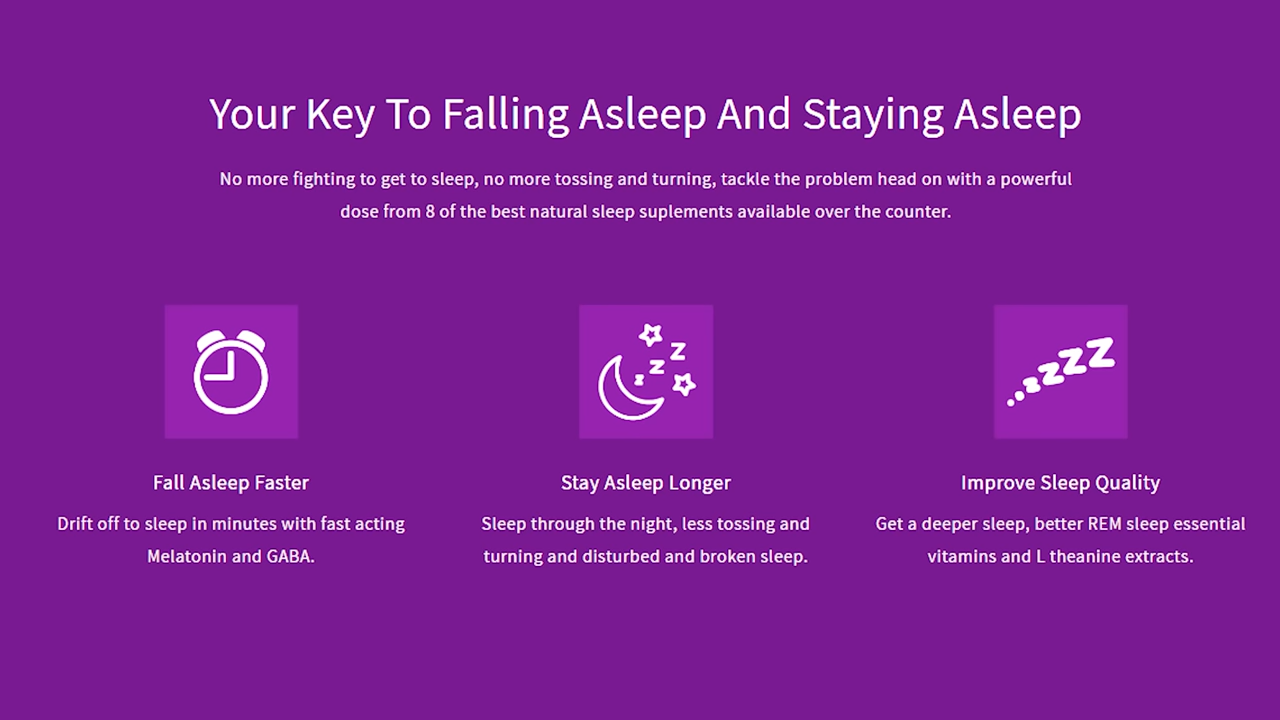 Your Key To Falling Asleep And Staying Asleep
No more fighting to get to sleep, no more tossing and turning, tackle the problem head on with a powerful
dose from 8 of the best natural sleep suplements available over the counter.
z z z
zzzz
Fall Asleep Faster
Stay Asleep Longer
Improve Sleep Quality
Drift off to sleep in minutes with fast acting
Melatonin and GABA.
Sleep through the night, less tossing and
turning and disturbed and broken sleep.
Get a deeper sleep, better REM sleep essential
vitamins and L theanine extracts.